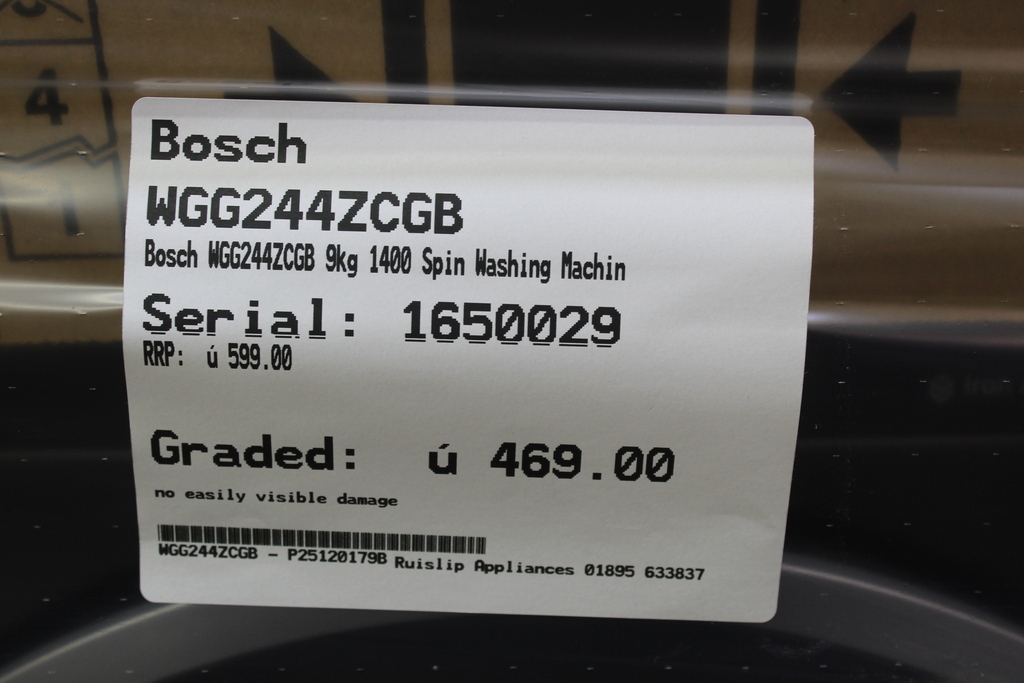 4
Bosch
WGG244ZCGB
Bosch WGG244ZCGB 9kg 1400 Spin Washing Machin
Serial: 1650029
RRP: ú 599.00
Graded: ú 469.00
no easily visible damage
WGG244ZCGB - P25120179B Ruislip Appliances 01895 633837